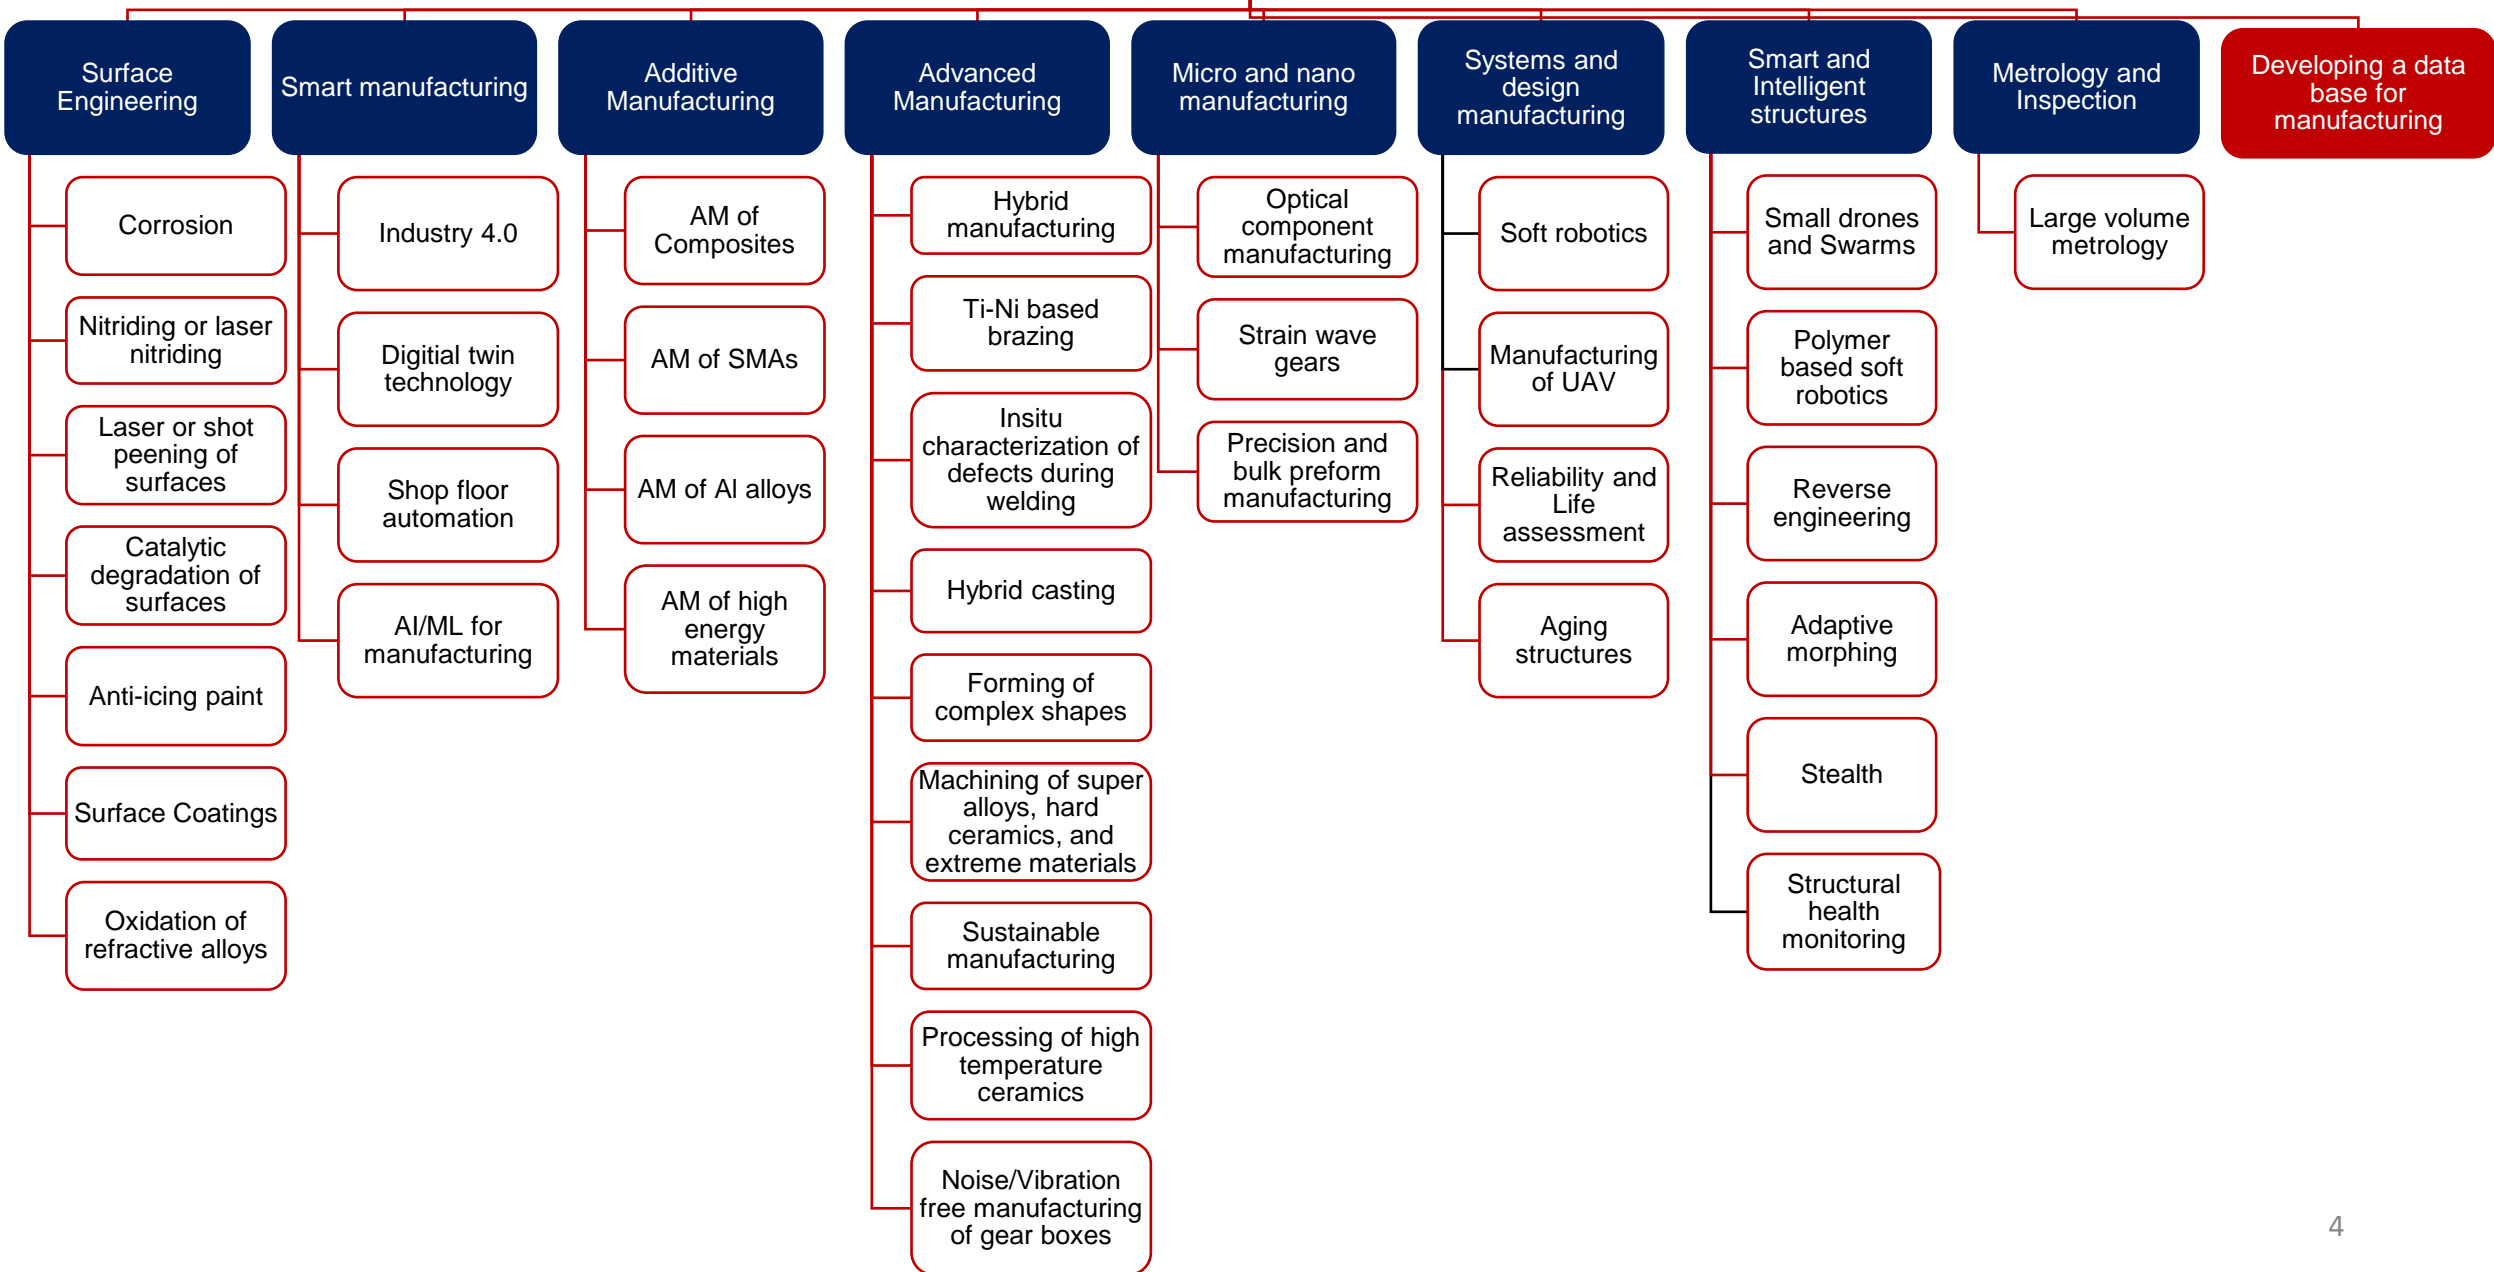 Surface
Engineering
Smart manufacturing
Additive
Manufacturing
Advanced
Manufacturing
Micro and nano
manufacturing
Systems and
design
manufacturing
Smart and
Intelligent
structures
Metrology and
Inspection
Developing a data
base for
manufacturing
Corrosion
Nitriding or laser
nitriding
Laser or shot
peening of
surfaces
Catalytic
degradation of
surfaces
Anti-icing paint
Surface Coatings
Oxidation of
refractive alloys
Industry 4.0
Digitial twin
technology
Shop floor
automation
AI/ML for
manufacturing
AM of
Composites
AM of SMAs
AM of Al alloys
AM of high
energy
materials
Hybrid
manufacturing
Ti-Ni based
brazing
Insitu
characterization of
defects during
welding
Hybrid casting
Forming of
complex shapes
Machining of super
alloys, hard
ceramics, and
extreme materials
Sustainable
manufacturing
Processing of high
temperature
ceramics
Noise/Vibration
free manufacturing
of gear boxes
Optical
component
manufacturing
Strain wave
gears
Precision and
bulk preform
manufacturing
Soft robotics
Manufacturing
of UAV
Reliability and
Life
assessment
Aging
structures
Small drones
and Swarms
Polymer
based soft
robotics
Reverse
engineering
Adaptive
morphing
Stealth
Structural
health
monitoring
Large volume
metrology
4